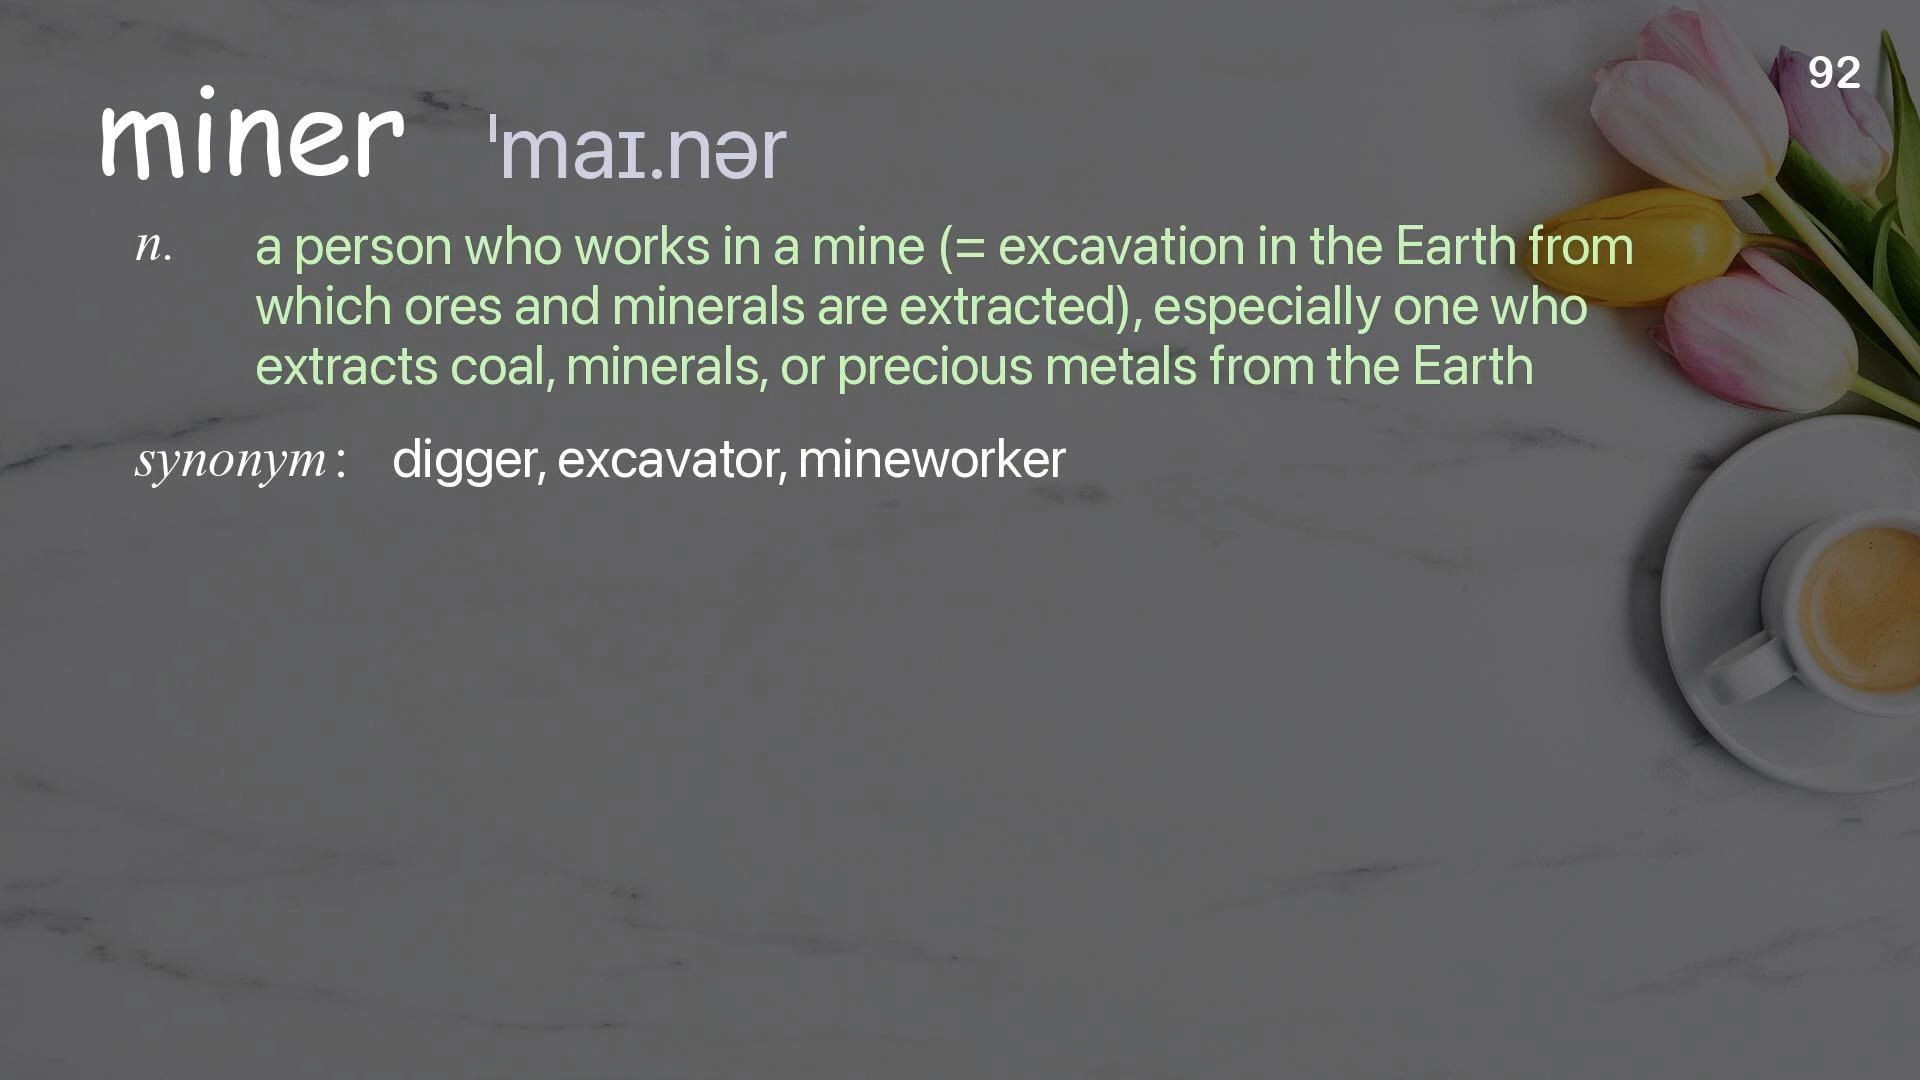 92
miner ˈmaɪ.nər
n. a person who works in a mine (= excavation in the Earth from
which ores and minerals are extracted), especially one who
extracts coal, minerals, or precious metals from the Earth
synonym : digger, excavator, mineworker